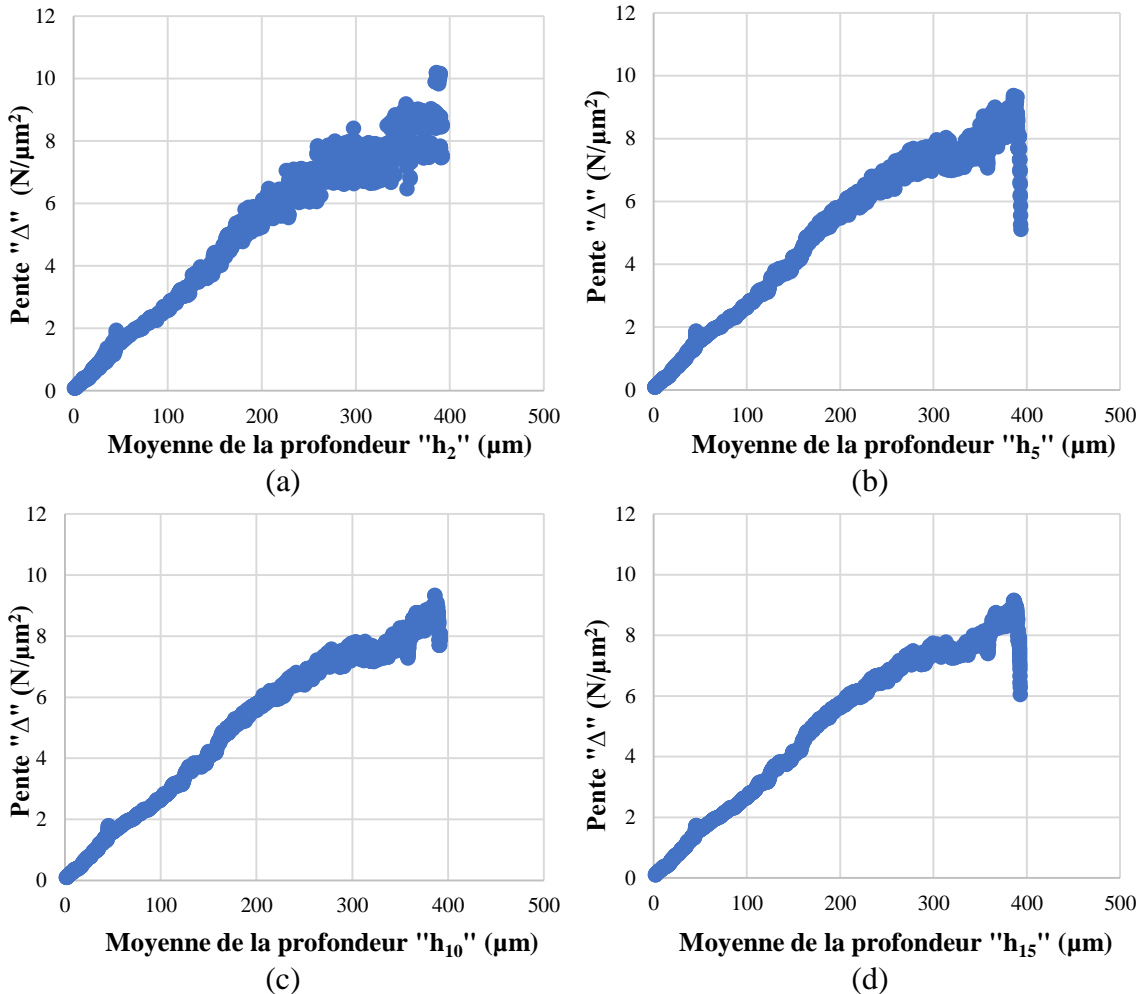 12
10
8
6
4
2
0
Pente "Δ" (N/µm²)
0 100 200 300 400 500
Moyenne de la profondeur "h₂" (µm)
(a)
12
10
8
6
4
2
0
Pente "Δ" (N/µm²)
0 100 200 300 400 500
Moyenne de la profondeur "h₅" (µm)
(b)
12
10
8
6
4
2
0
Pente "Δ" (N/µm²)
0 100 200 300 400 500
Moyenne de la profondeur "h₁₀" (µm)
(c)
12
10
8
6
4
2
0
Pente "Δ" (N/µm²)
0 100 200 300 400 500
Moyenne de la profondeur "h₁₅" (µm)
(d)